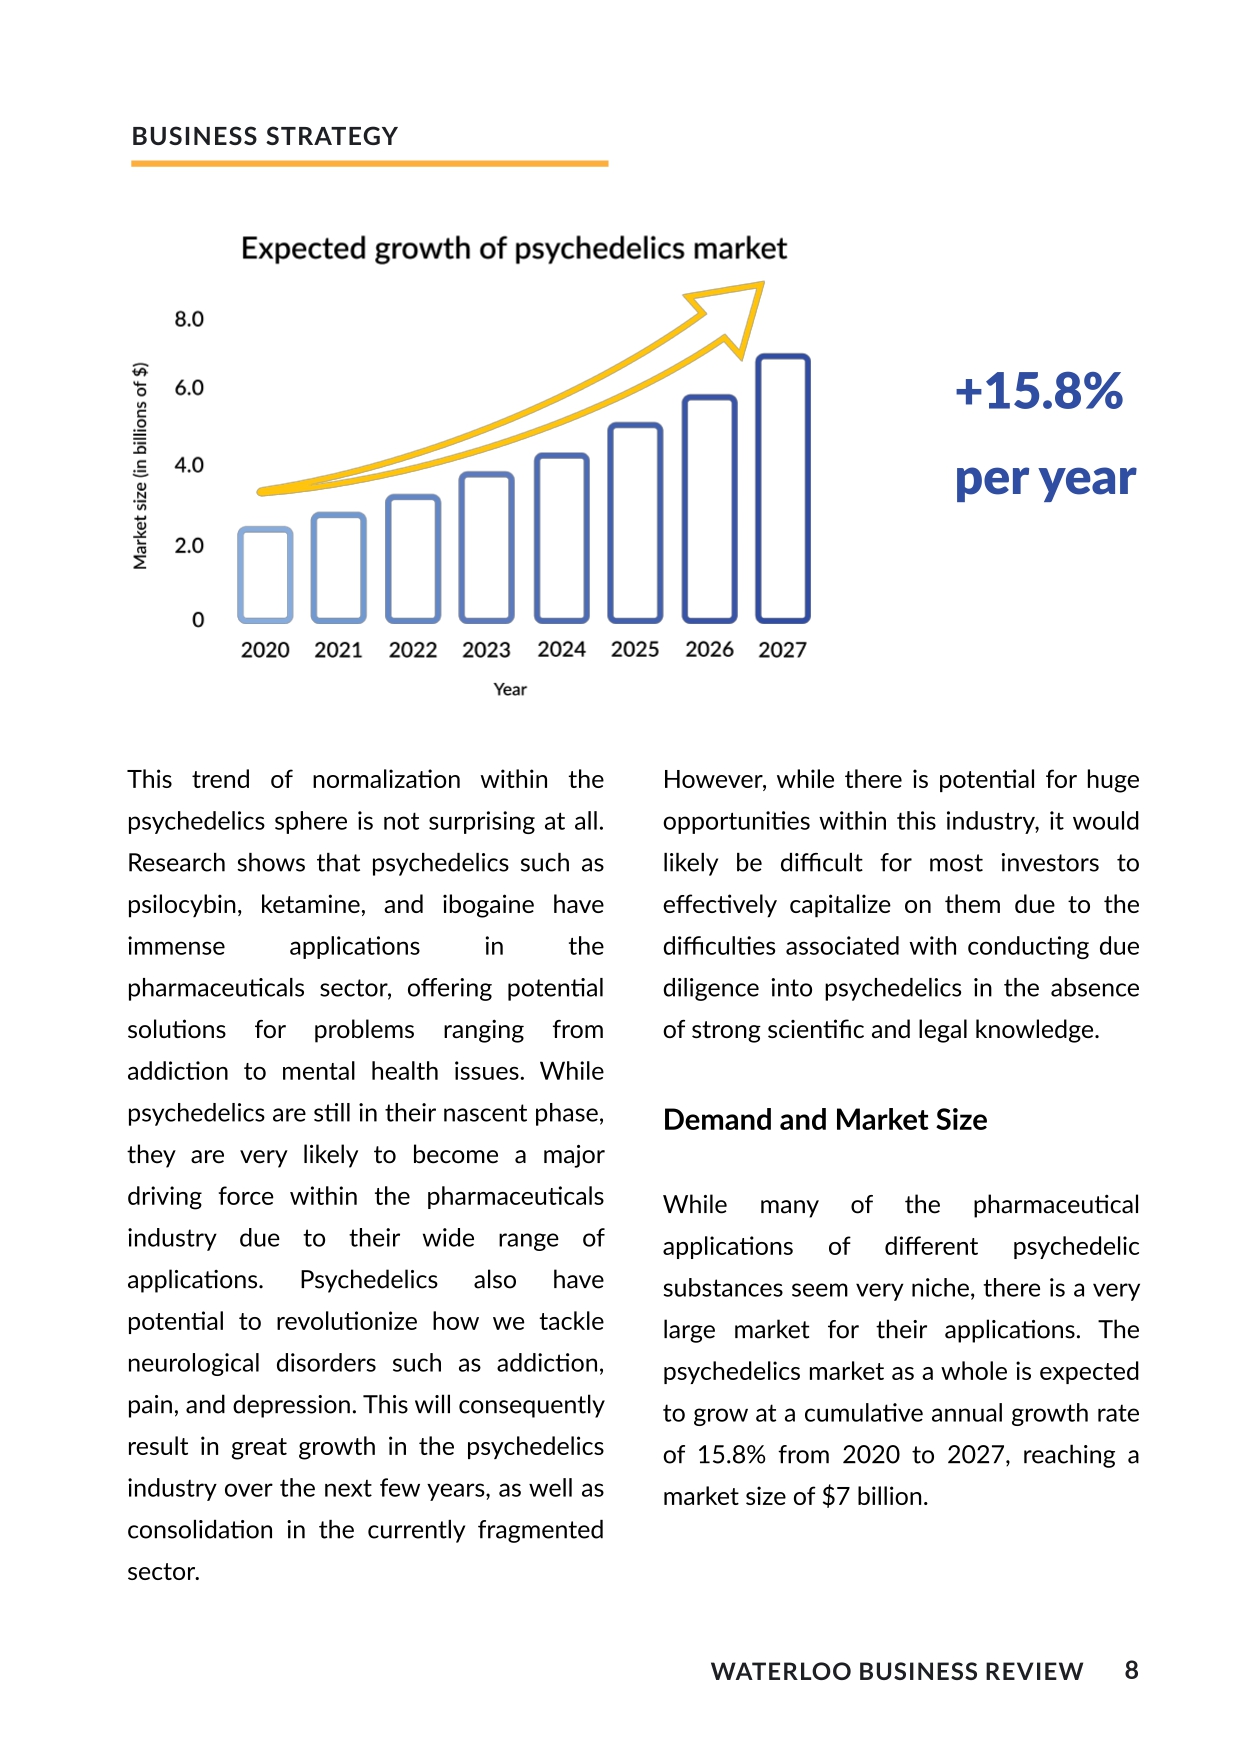 BUSINESS STRATEGY
Expected growth of psychedelics market
8.0
6.0
4.0
2.0
0
Market size (in billions of $)
2020 2021 2022 2023 2024 2025 2026 2027
Year
+15.8%
per year
This trend of normalization within the
psychedelics sphere is not surprising at all.
Research shows that psychedelics such as
psilocybin, ketamine, and ibogaine have
immense applications in the
pharmaceuticals sector, offering potential
solutions for problems ranging from
addiction to mental health issues. While
psychedelics are still in their nascent phase,
they are very likely to become a major
driving force within the pharmaceuticals
industry due to their wide range of
applications. Psychedelics also have
potential to revolutionize how we tackle
neurological disorders such as addiction,
pain, and depression. This will consequently
result in great growth in the psychedelics
industry over the next few years, as well as
consolidation in the currently fragmented
sector.
However, while there is potential for huge
opportunities within this industry, it would
likely be difficult for most investors to
effectively capitalize on them due to the
difficulties associated with conducting due
diligence into psychedelics in the absence
of strong scientific and legal knowledge.
Demand and Market Size
While many of the pharmaceutical
applications of different psychedelic
substances seem very niche, there is a very
large market for their applications. The
psychedelics market as a whole is expected
to grow at a cumulative annual growth rate
of 15.8% from 2020 to 2027, reaching a
market size of $7 billion.
WATERLOO BUSINESS REVIEW 8